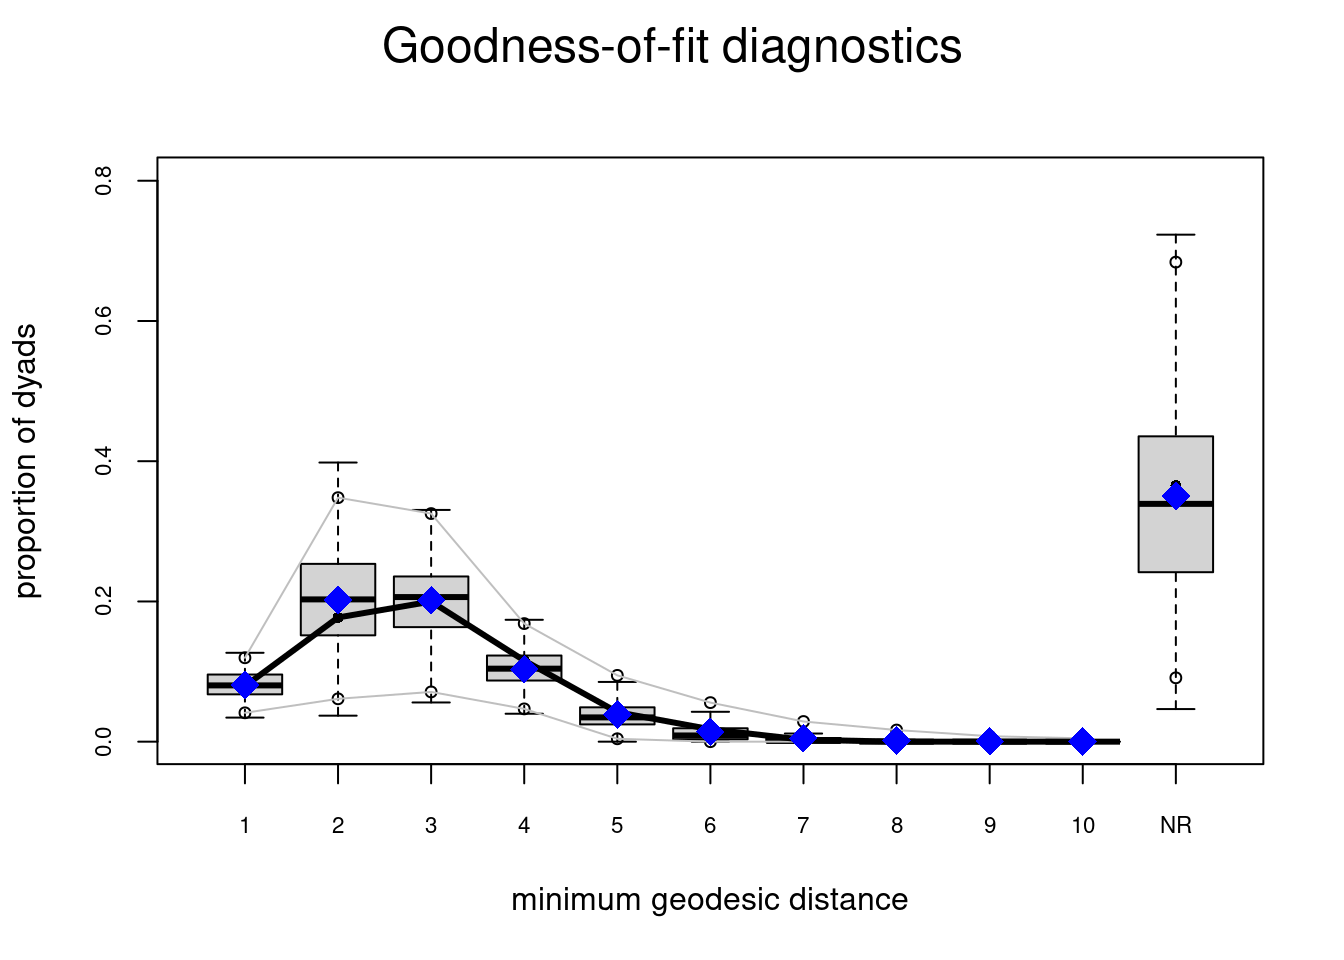 Goodness-of-fit diagnostics
proportion of dyads
0.8
0.6
0.4
0.2
0.0
1 2 3 4 5 6 7 8 9 10 NR
minimum geodesic distance